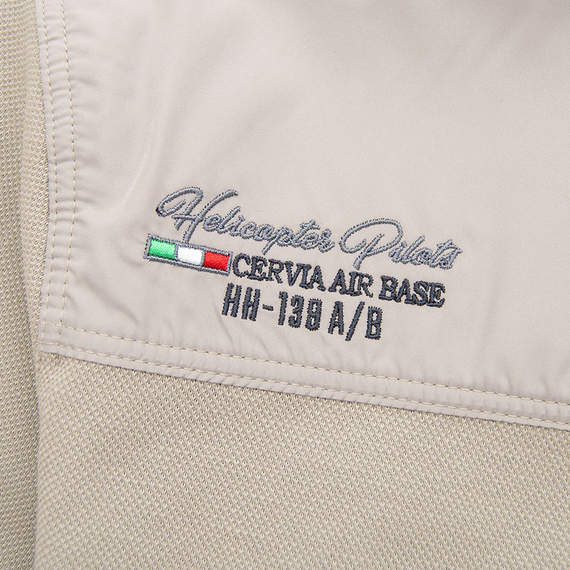 Helicopter Pilots
CERVIA AIR BASE
HH-139 A/B